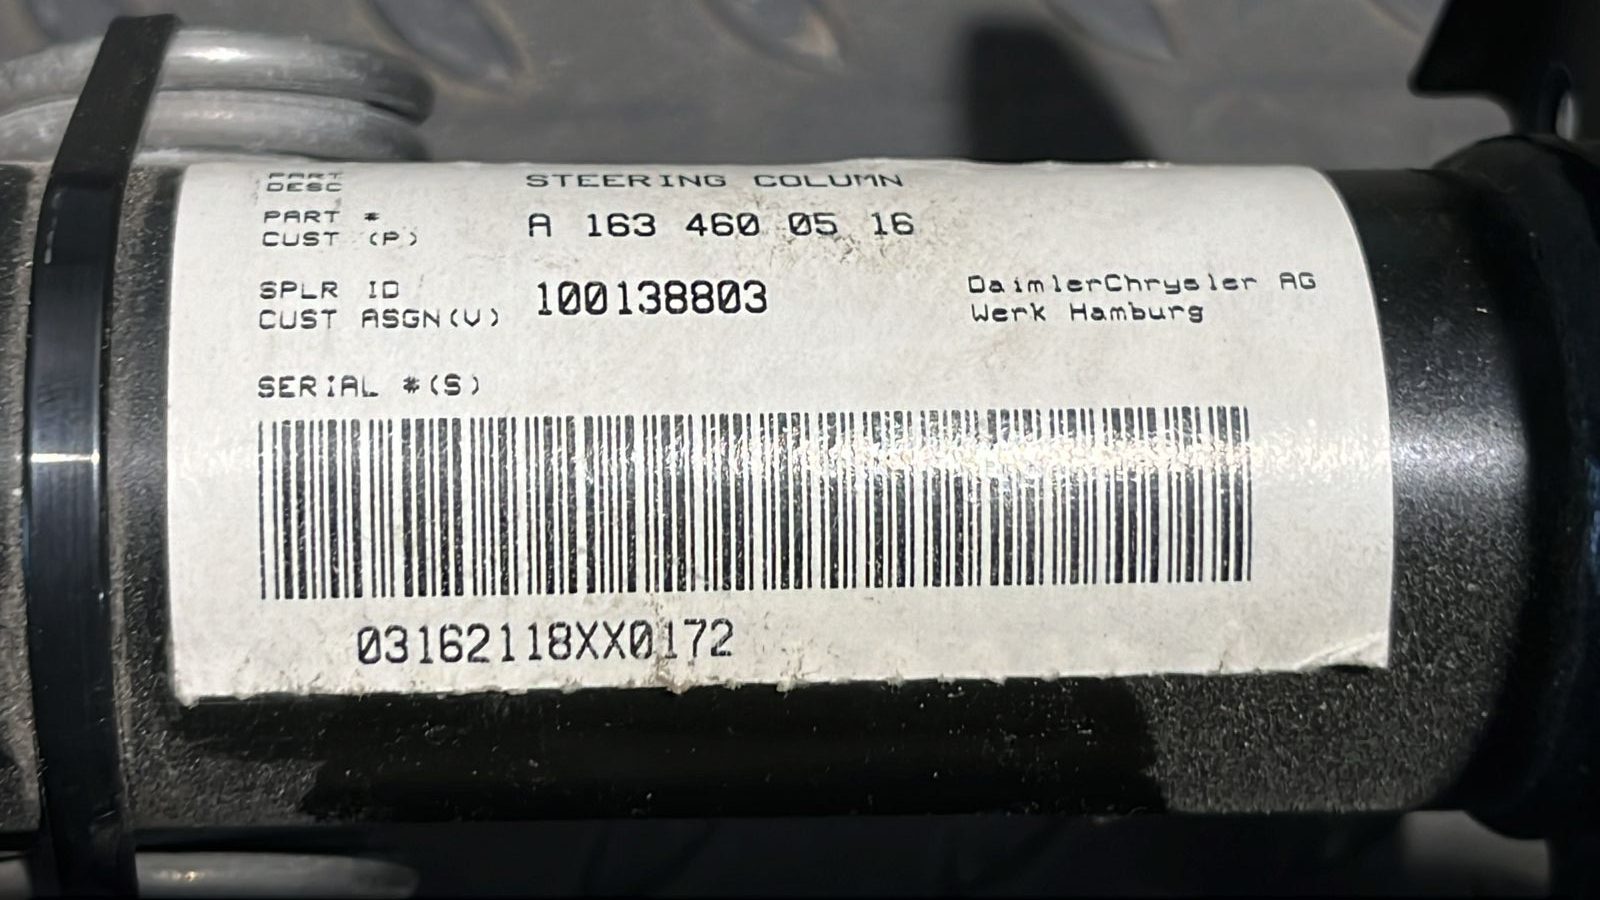 PART
DESC STEERING COLUMN
PART # A 163 460 05 16
CUST (P)
SPLR ID 100138803
CUST ASGN(V)
DaimlerChrysler AG
Werk Hamburg
SERIAL #(S)
03162118XX0172